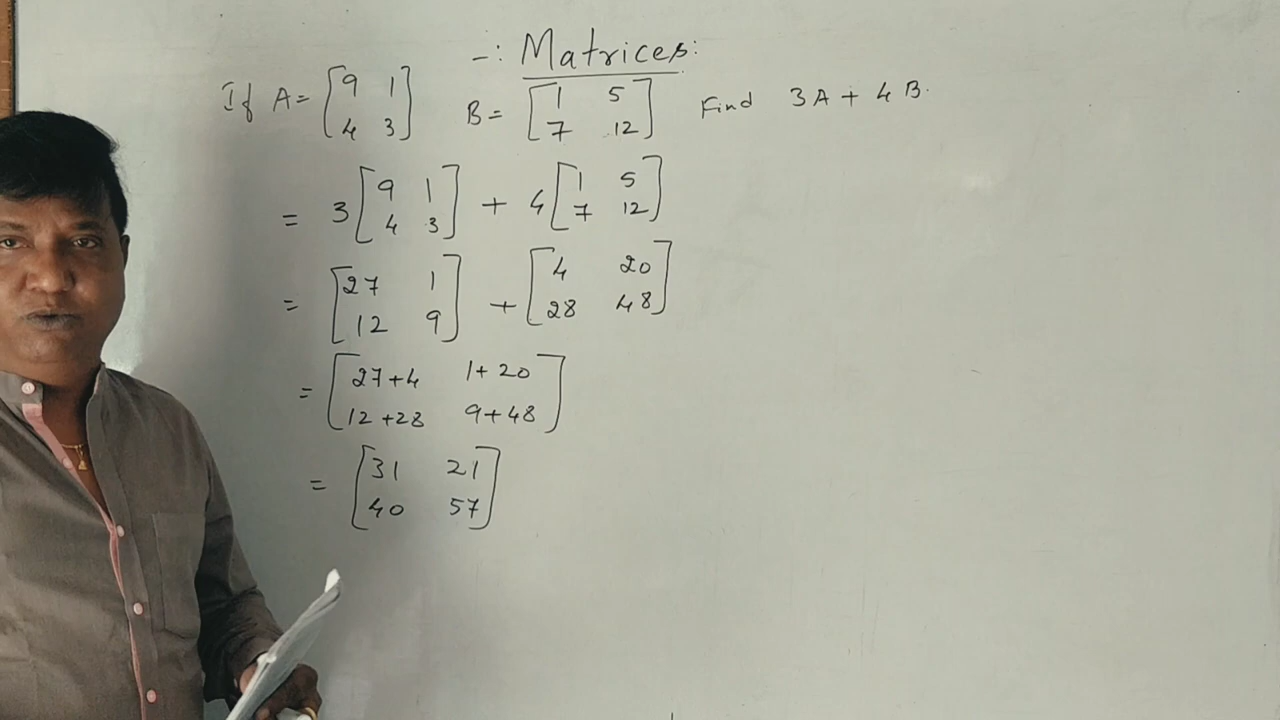 -: Matrices:
If A = [9 1 B = [1 5 Find 3A + 4B.
4 3] 7 12]
= 3[9 1 + 4[1 5
4 3] 7 12]
= [27 1 + [4 20
12 9] 28 48]
= [27+4 1+20
12+28 9+48]
= [31 21
40 57]